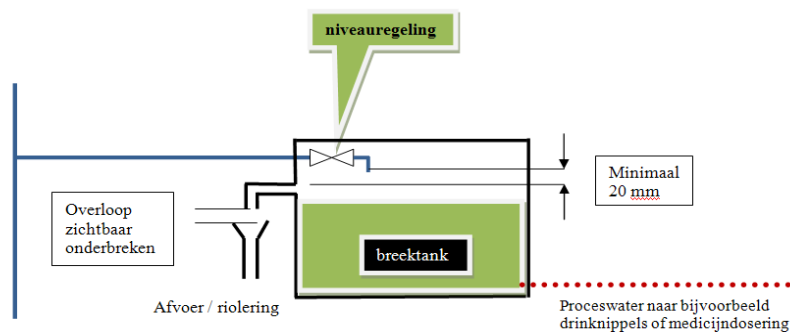 niveauregeling
Minimaal
20 mm
Overloop
zichtbaar
onderbreken
breektank
Afvoer / riolering
Proceswater naar bijvoorbeeld
drinknippels of medicijndosering